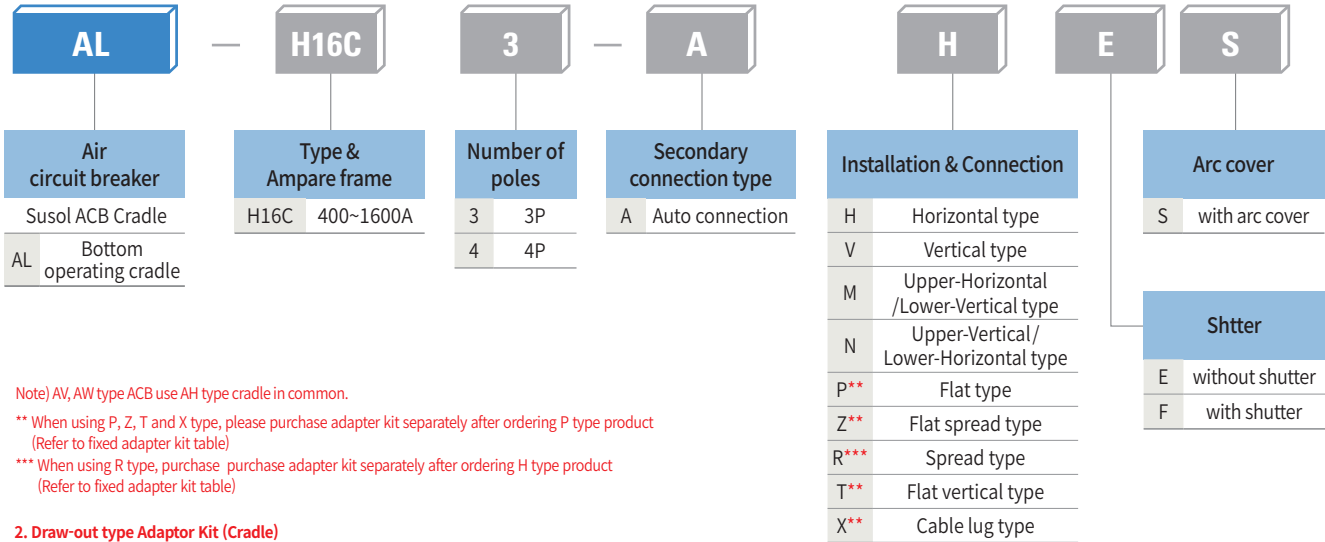 AL — H16C 3 — A H E S
Air
circuit breaker
Susol ACB Cradle
AL Bottom
operating cradle
Type &
Ampare frame
H16C 400~1600A
Number of
poles
3 3P
4 4P
Secondary
connection type
A Auto connection
Installation & Connection
H Horizontal type
V Vertical type
M Upper-Horizontal
/Lower-Vertical type
N Upper-Vertical/
Lower-Horizontal type
P** Flat type
Z** Flat spread type
R*** Spread type
T** Flat vertical type
X** Cable lug type
Arc cover
S with arc cover
Shtter
E without shutter
F with shutter
Note) AV, AW type ACB use AH type cradle in common.
** When using P, Z, T and X type, please purchase adapter kit separately after ordering P type product
(Refer to fixed adapter kit table)
*** When using R type, purchase purchase adapter kit separately after ordering H type product
(Refer to fixed adapter kit table)
2. Draw-out type Adaptor Kit (Cradle)